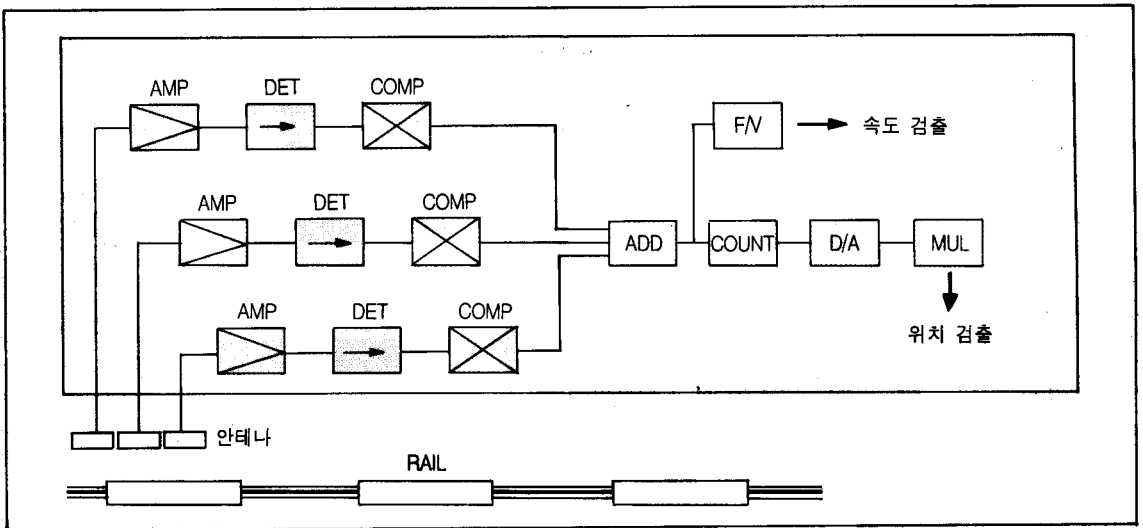 AMP DET COMP
F/V 속도 검출
AMP DET COMP
ADD COUNT D/A MUL
AMP DET COMP
위치 검출
안테나
RAIL